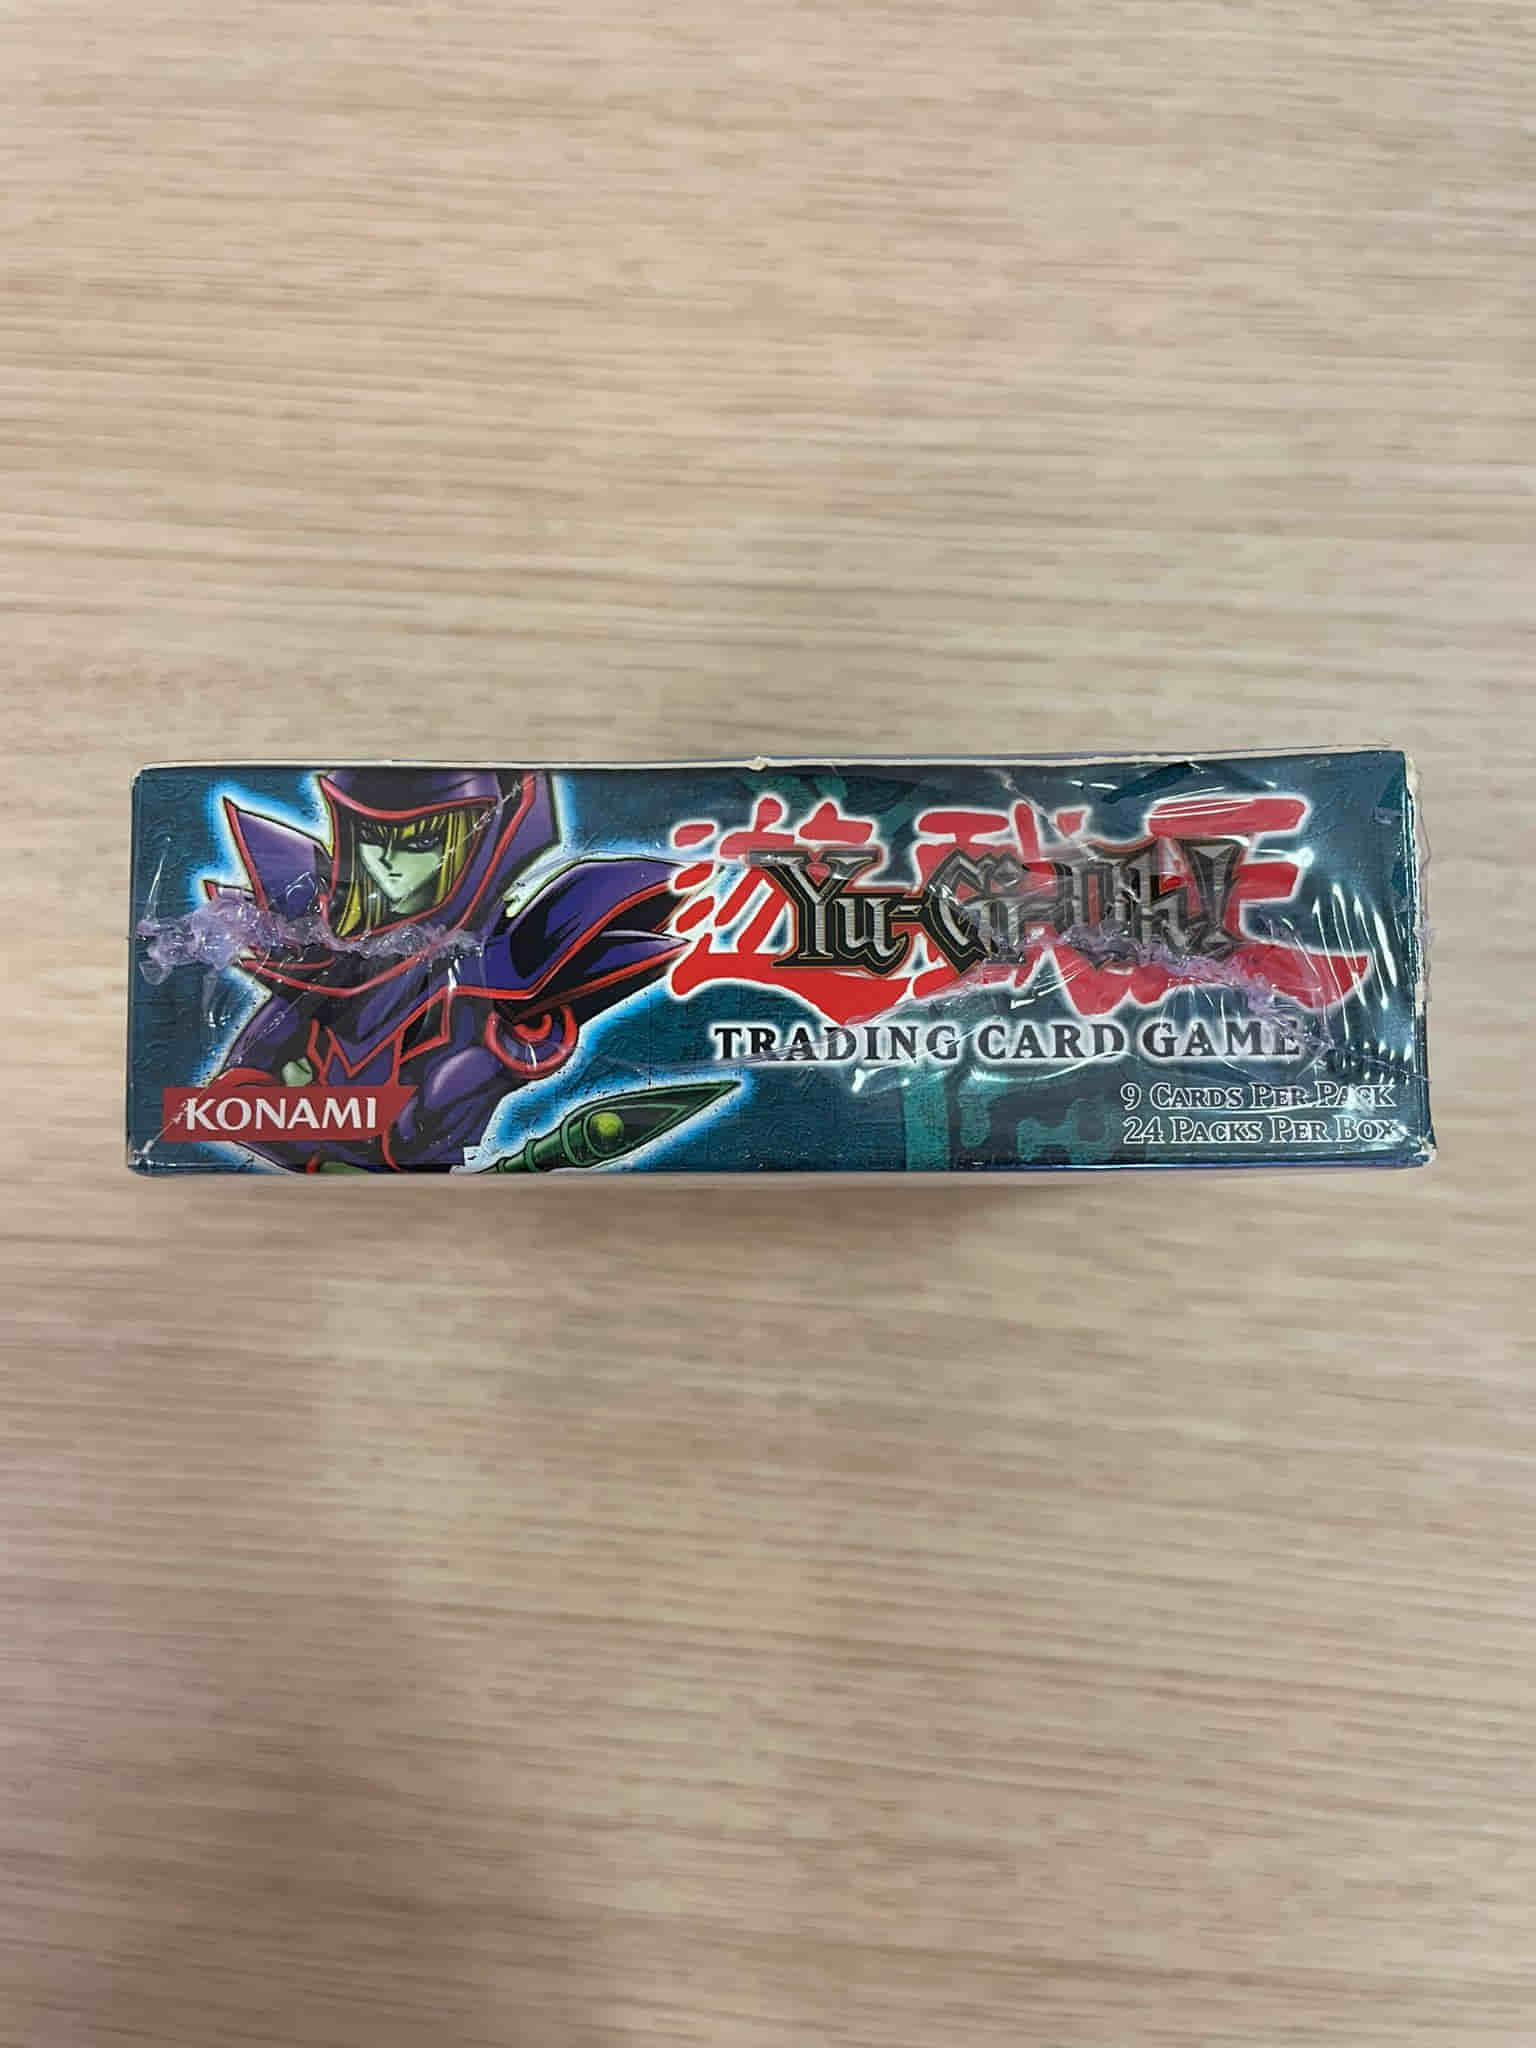 遊戯王
Yu-Gi-Oh!
TRADING CARD GAME
KONAMI
9 CARDS PER PACK
24 PACKS PER BOX